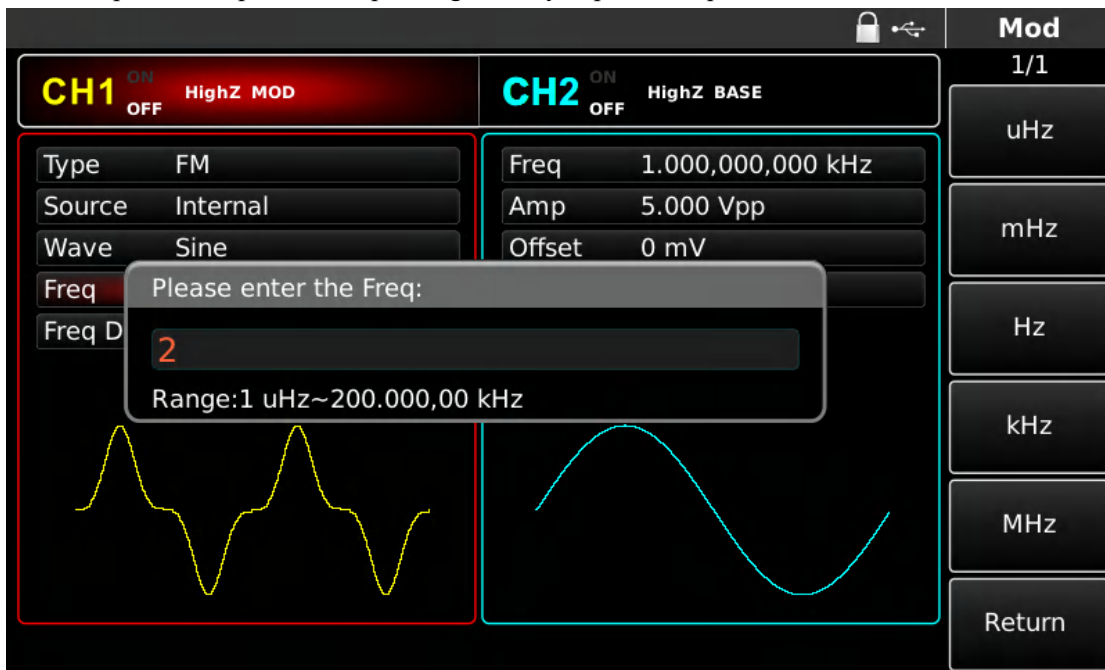 Mod
1/1
CH1 ON OFF HighZ MOD
CH2 ON OFF HighZ BASE
uHz
Type FM
Freq 1.000,000,000 kHz
Source Internal
Amp 5.000 Vpp
mHz
Wave Sine
Offset 0 mV
Freq
Please enter the Freq:
Freq D
2
Hz
Range:1 uHz~200.000,00 kHz
kHz
MHz
Return